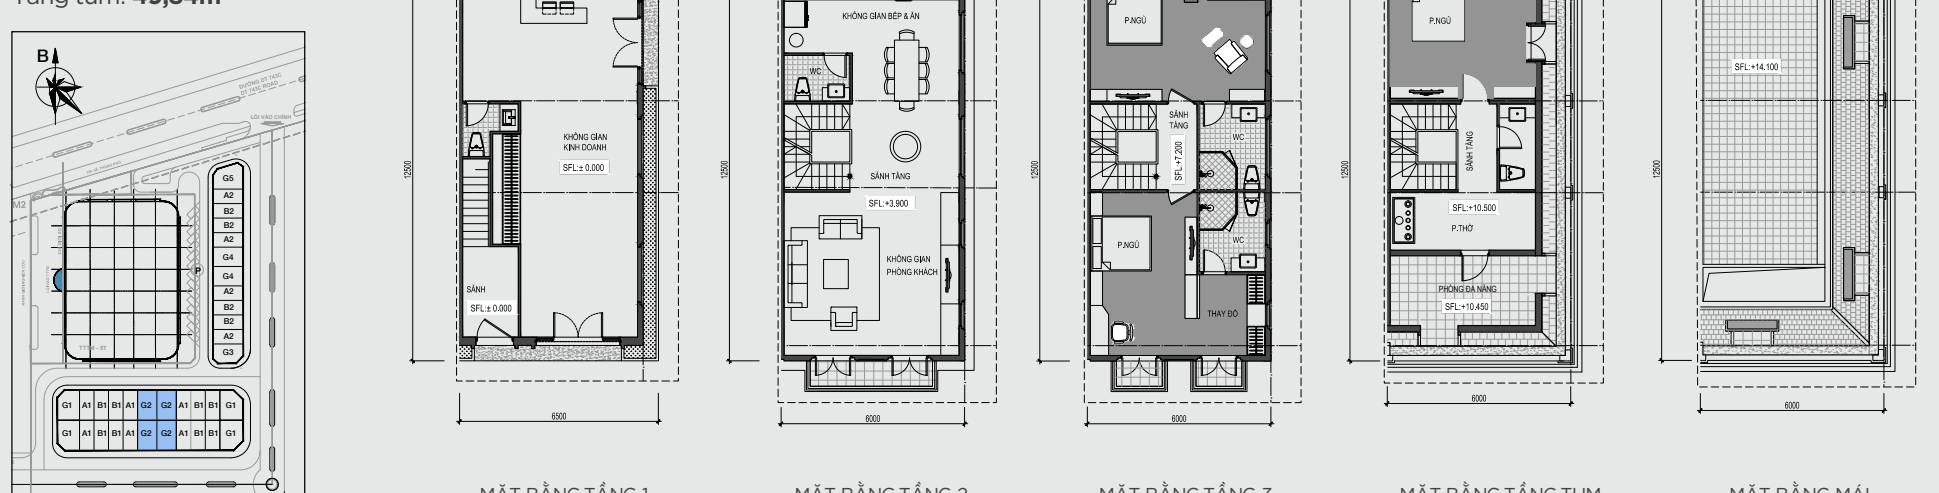 Tầng tum: 49,84m²
B
ĐƯỜNG DT 743C
DT 743C ROAD
LỐI VÀO CHÍNH
M2
P
TTTM - ST
G5
A2
B2
B2
A2
G4
G4
A2
B2
B2
A2
G3
G1 A1 B1 B1 A1 G2 G2 A1 B1 B1 G1
G1 A1 B1 B1 A1 G2 G2 A1 B1 B1 G1
12500
KHÔNG GIAN
KINH DOANH
SFL:± 0.000
SẢNH
SFL:± 0.000
6500
MẶT BẰNG TẦNG 1
12500
KHÔNG GIAN BẾP & ĂN
WC
SẢNH TẦNG
SFL:+3.900
KHÔNG GIAN
PHÒNG KHÁCH
6000
MẶT BẰNG TẦNG 2
12500
P.NGỦ
SẢNH
TẦNG
WC
SFL:+7.200
P.NGỦ
WC
THAY ĐỒ
6000
MẶT BẰNG TẦNG 3
12500
P.NGỦ
SẢNH TẦNG
SFL:+10.500
P.THỜ
PHÒNG ĐA NĂNG
SFL:+10.450
6000
MẶT BẰNG TẦNG TUM
12500
SFL:+14.100
6000
MẶT BẰNG MÁI